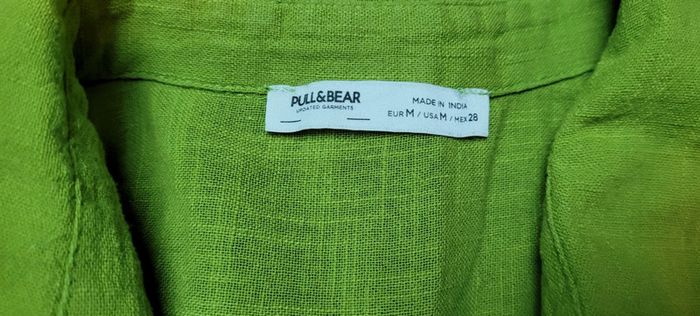 PULL&BEAR
UPDATED GARMENTS
MADE IN INDIA
EUR M / USA M / MEX 28